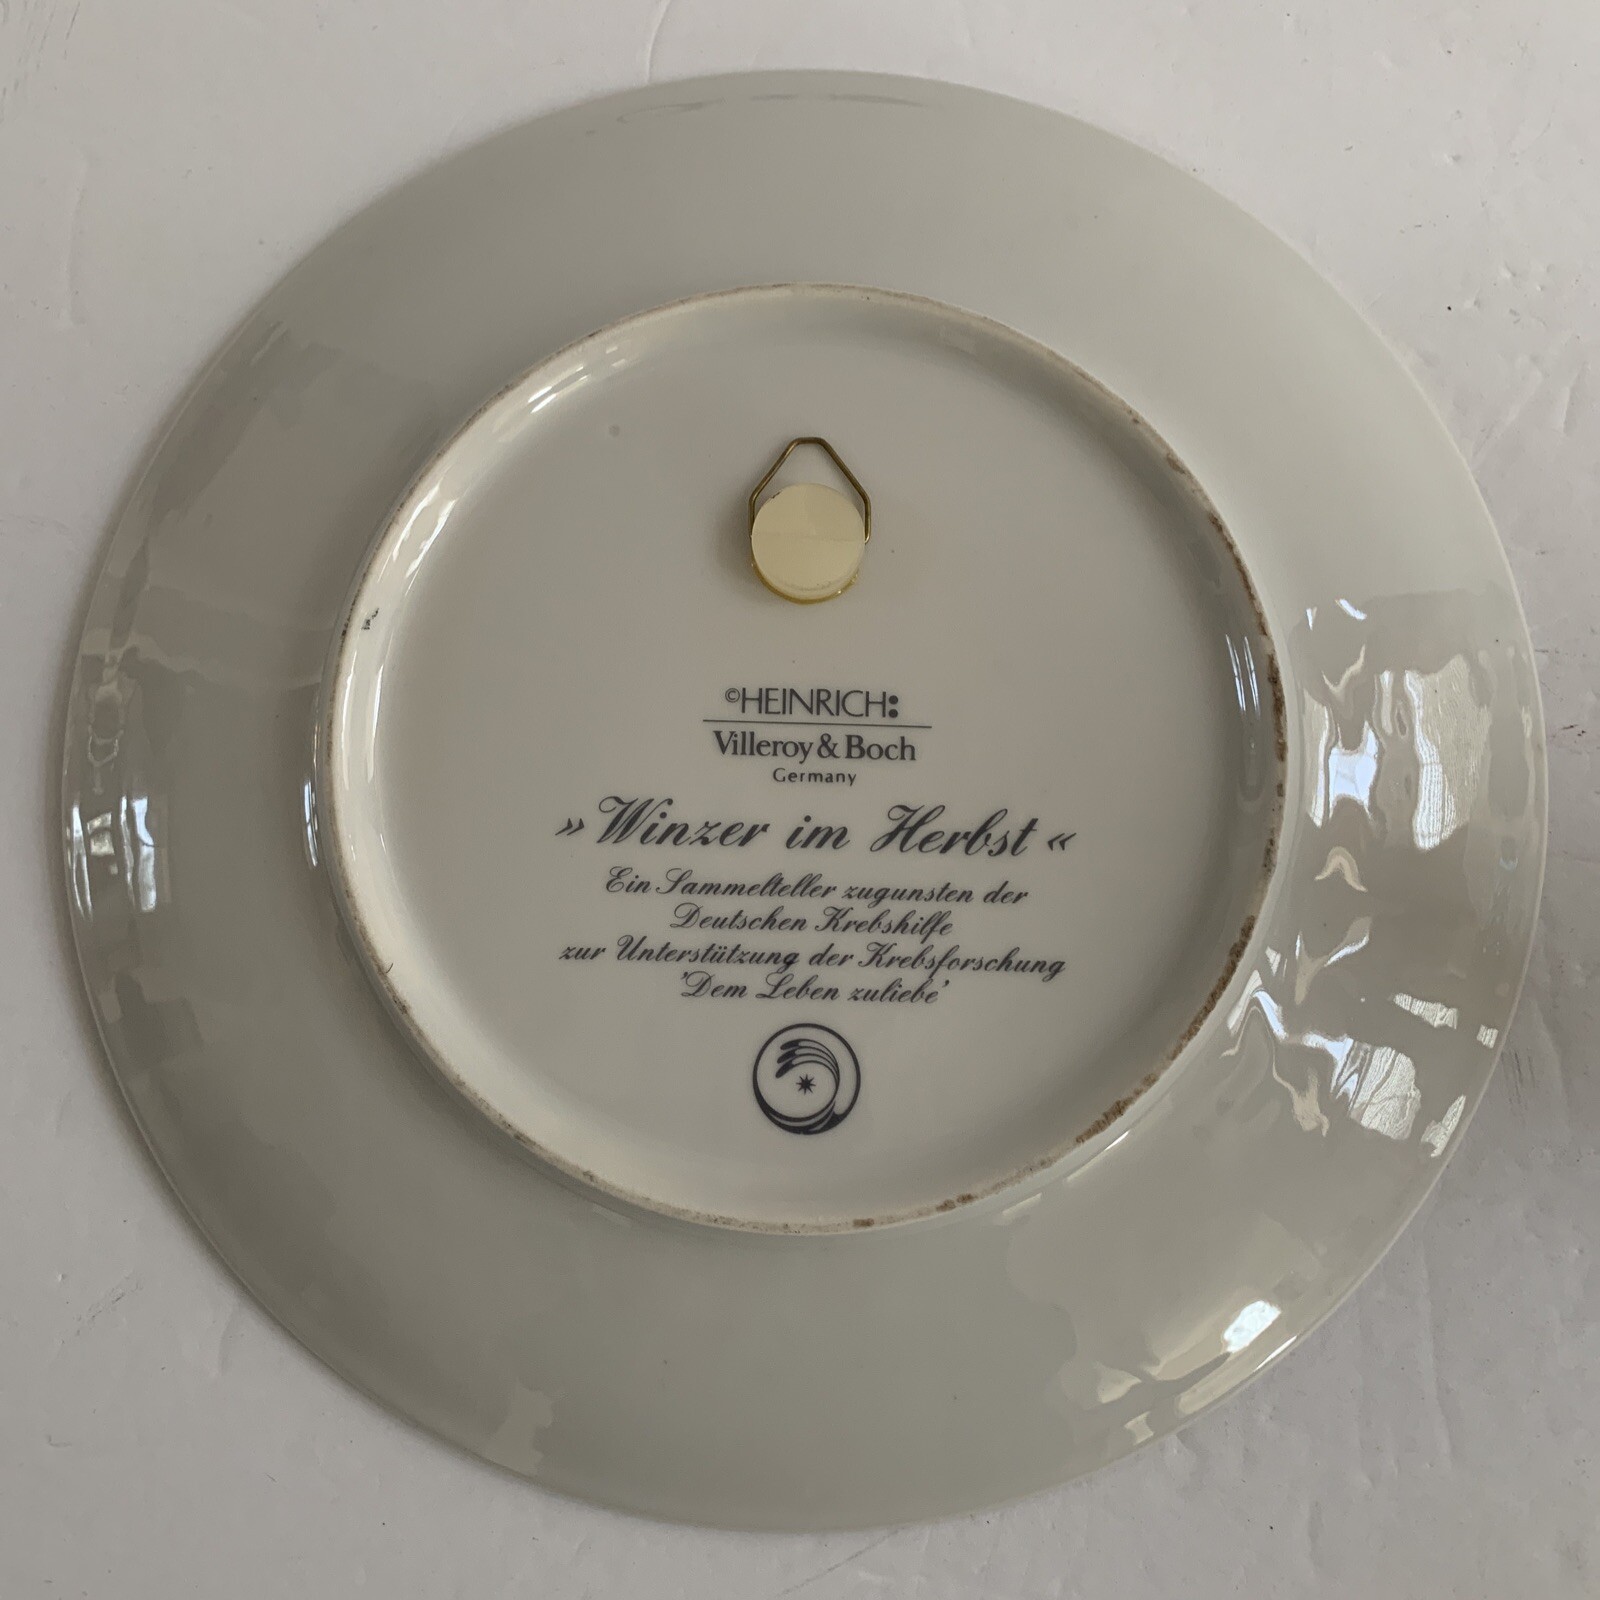 ©HEINRICH:
Villeroy & Boch
Germany
»Winzer im Herbst«
Ein Sammelteller zugunsten der
Deutschen Krebshilfe
zur Unterstützung der Krebsforschung
'Dem Leben zuliebe'